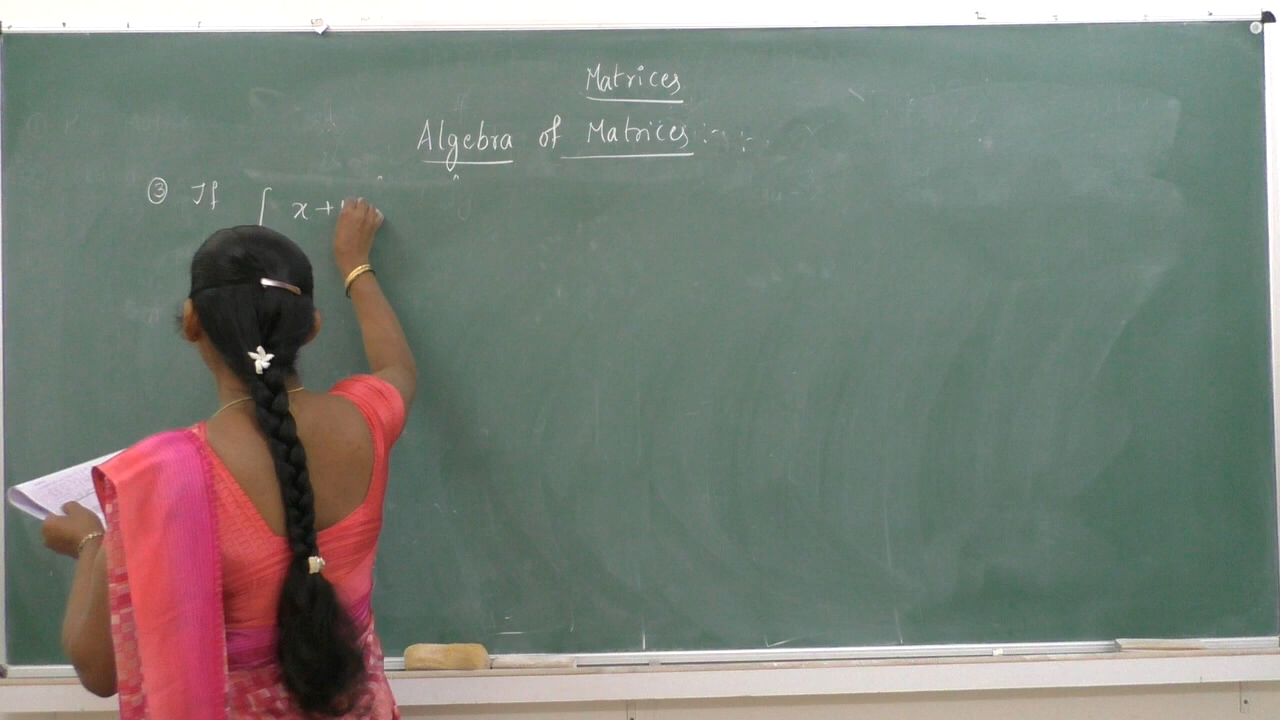 Matrices
Algebra of Matrices :-
③ If [ x +